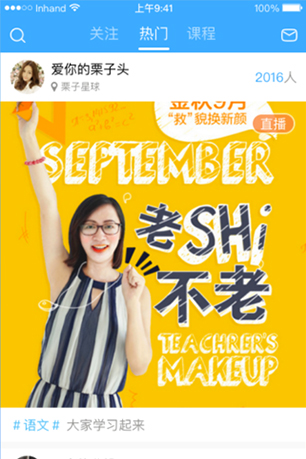 Inhand
上午9:41
100%
关注 热门 课程
爱你的栗子头
栗子星球
2016人
金秋9月
“救”貌换新颜
直播
SEPTEMBER
老SHi
不老
TEACHRER'S
MAKEUP
# 语文 # 大家学习起来